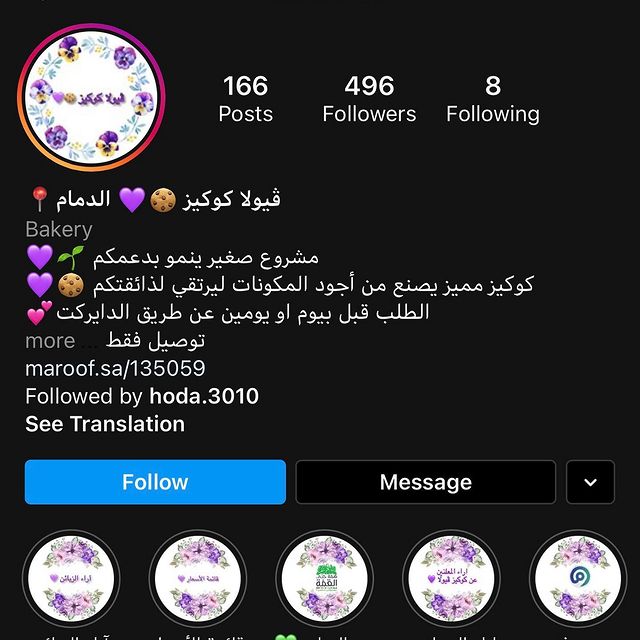 ڤيولا كوكيز 🍪💜
166 496 8
Posts Followers Following
ڤيولا كوكيز 🍪💜 الدمام 📍
Bakery
مشروع صغير ينمو بدعمكم 🌱💜
كوكيز مميز يصنع من أجود المكونات ليرتقي لذائقتكم 🍪💜
الطلب قبل بيوم او يومين عن طريق الدايركت 💕
توصيل فقط ... more
maroof.sa/135059
Followed by hoda.3010
See Translation
Follow Message
آراء الزبائن 💜
قائمة الأسعار 💜
القمة
آراء المعلنين
عن كوكيز ڤيولا 💜